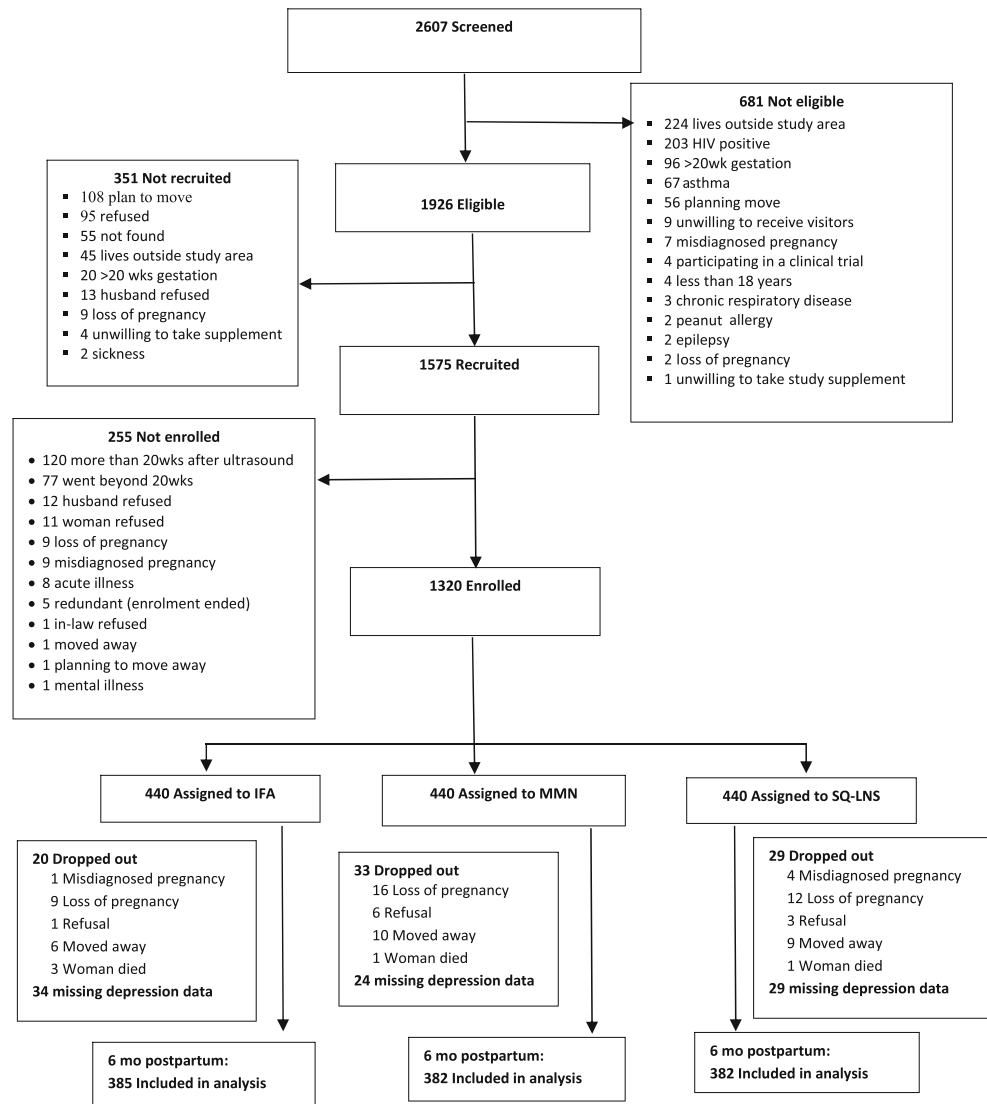 2607 Screened
681 Not eligible
224 lives outside study area
203 HIV positive
96 >20wk gestation
67 asthma
56 planning move
9 unwilling to receive visitors
7 misdiagnosed pregnancy
4 participating in a clinical trial
4 less than 18 years
3 chronic respiratory disease
2 peanut allergy
2 epilepsy
2 loss of pregnancy
1 unwilling to take study supplement
1926 Eligible
351 Not recruited
108 plan to move
95 refused
55 not found
45 lives outside study area
20 >20 wks gestation
13 husband refused
9 loss of pregnancy
4 unwilling to take supplement
2 sickness
1575 Recruited
255 Not enrolled
120 more than 20wks after ultrasound
77 went beyond 20wks
12 husband refused
11 woman refused
9 loss of pregnancy
9 misdiagnosed pregnancy
8 acute illness
5 redundant (enrolment ended)
1 in-law refused
1 moved away
1 planning to move away
1 mental illness
1320 Enrolled
440 Assigned to IFA
440 Assigned to MMN
440 Assigned to SQ-LNS
20 Dropped out
1 Misdiagnosed pregnancy
9 Loss of pregnancy
1 Refusal
6 Moved away
3 Woman died
34 missing depression data
33 Dropped out
16 Loss of pregnancy
6 Refusal
10 Moved away
1 Woman died
24 missing depression data
29 Dropped out
4 Misdiagnosed pregnancy
12 Loss of pregnancy
3 Refusal
9 Moved away
1 Woman died
29 missing depression data
6 mo postpartum:
385 Included in analysis
6 mo postpartum:
382 Included in analysis
6 mo postpartum:
382 Included in analysis